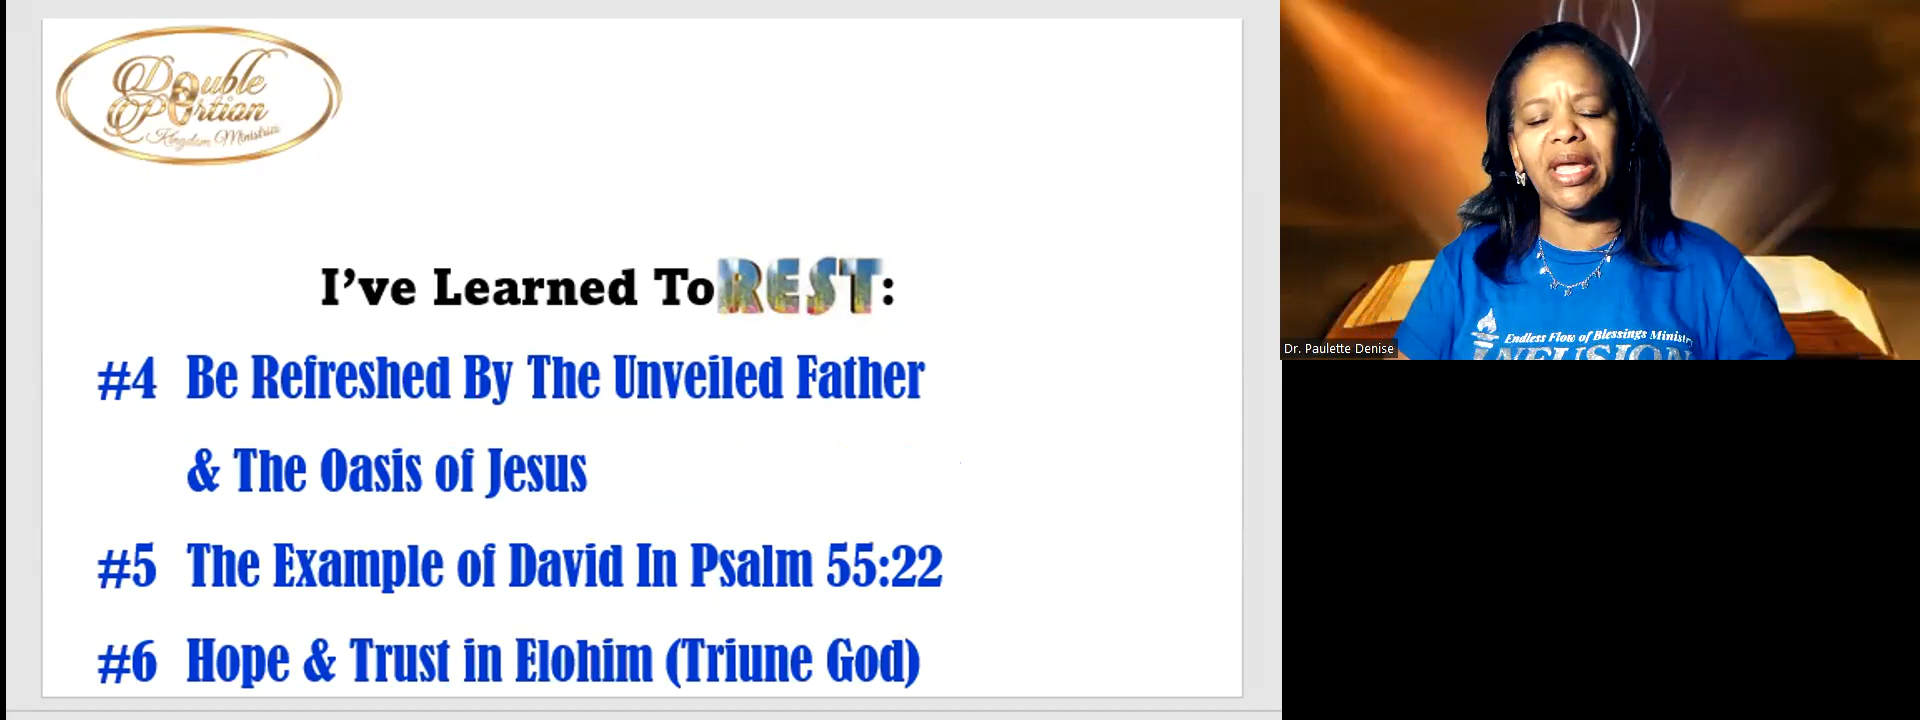 Double
Portion
Kingdom Ministries
I've Learned To REST:
#4 Be Refreshed By The Unveiled Father
& The Oasis of Jesus
#5 The Example of David In Psalm 55:22
#6 Hope & Trust in Elohim (Triune God)
Endless Flow of Blessings Ministry
INFUSION
Dr. Paulette Denise